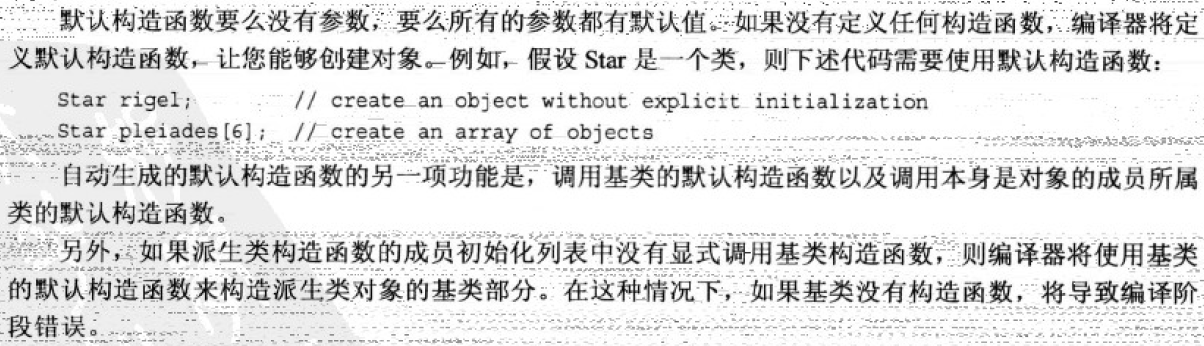 默认构造函数要么没有参数，要么所有的参数都有默认值。如果没有定义任何构造函数，编译器将定
义默认构造函数，让您能够创建对象。例如，假设 Star 是一个类，则下述代码需要使用默认构造函数：
Star rigel; // create an object without explicit initialization
Star pleiades[6]; // create an array of objects
自动生成的默认构造函数的另一项功能是，调用基类的默认构造函数以及调用本身是对象的成员所属
类的默认构造函数。
另外，如果派生类构造函数的成员初始化列表中没有显式调用基类构造函数，则编译器将使用基类
的默认构造函数来构造派生类对象的基类部分。在这种情况下，如果基类没有构造函数，将导致编译阶
段错误。